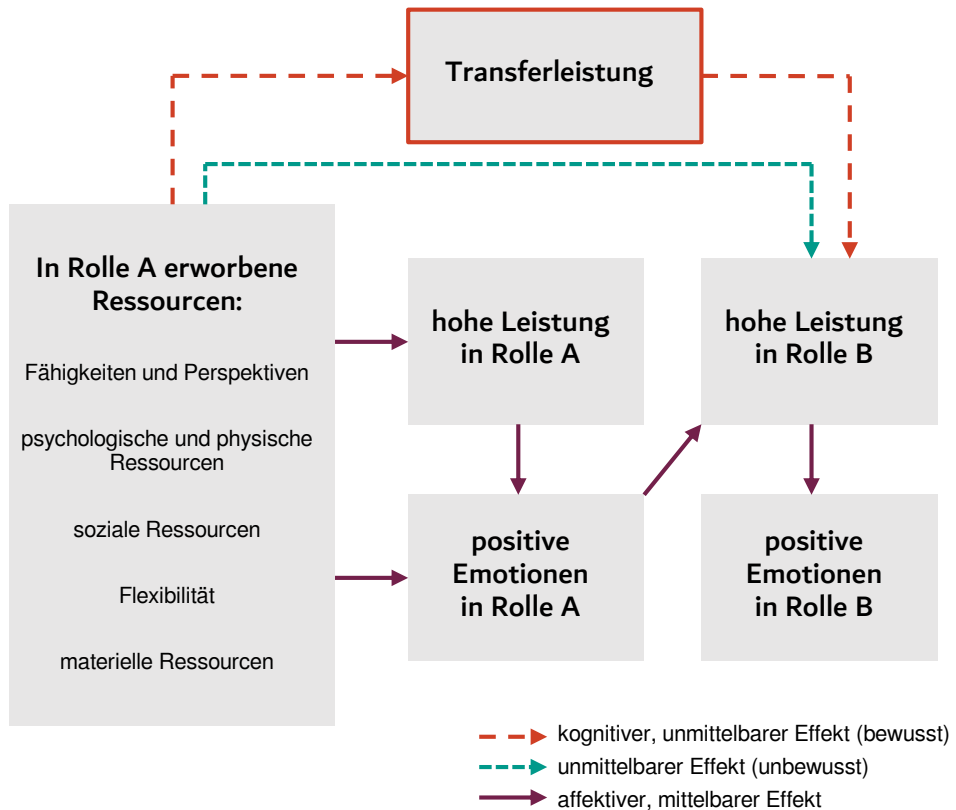 Transferleistung
In Rolle A erworbene
Ressourcen:
Fähigkeiten und Perspektiven
psychologische und physische
Ressourcen
soziale Ressourcen
Flexibilität
materielle Ressourcen
hohe Leistung
in Rolle A
hohe Leistung
in Rolle B
positive
Emotionen
in Rolle A
positive
Emotionen
in Rolle B
kognitiver, unmittelbarer Effekt (bewusst)
unmittelbarer Effekt (unbewusst)
affektiver, mittelbarer Effekt